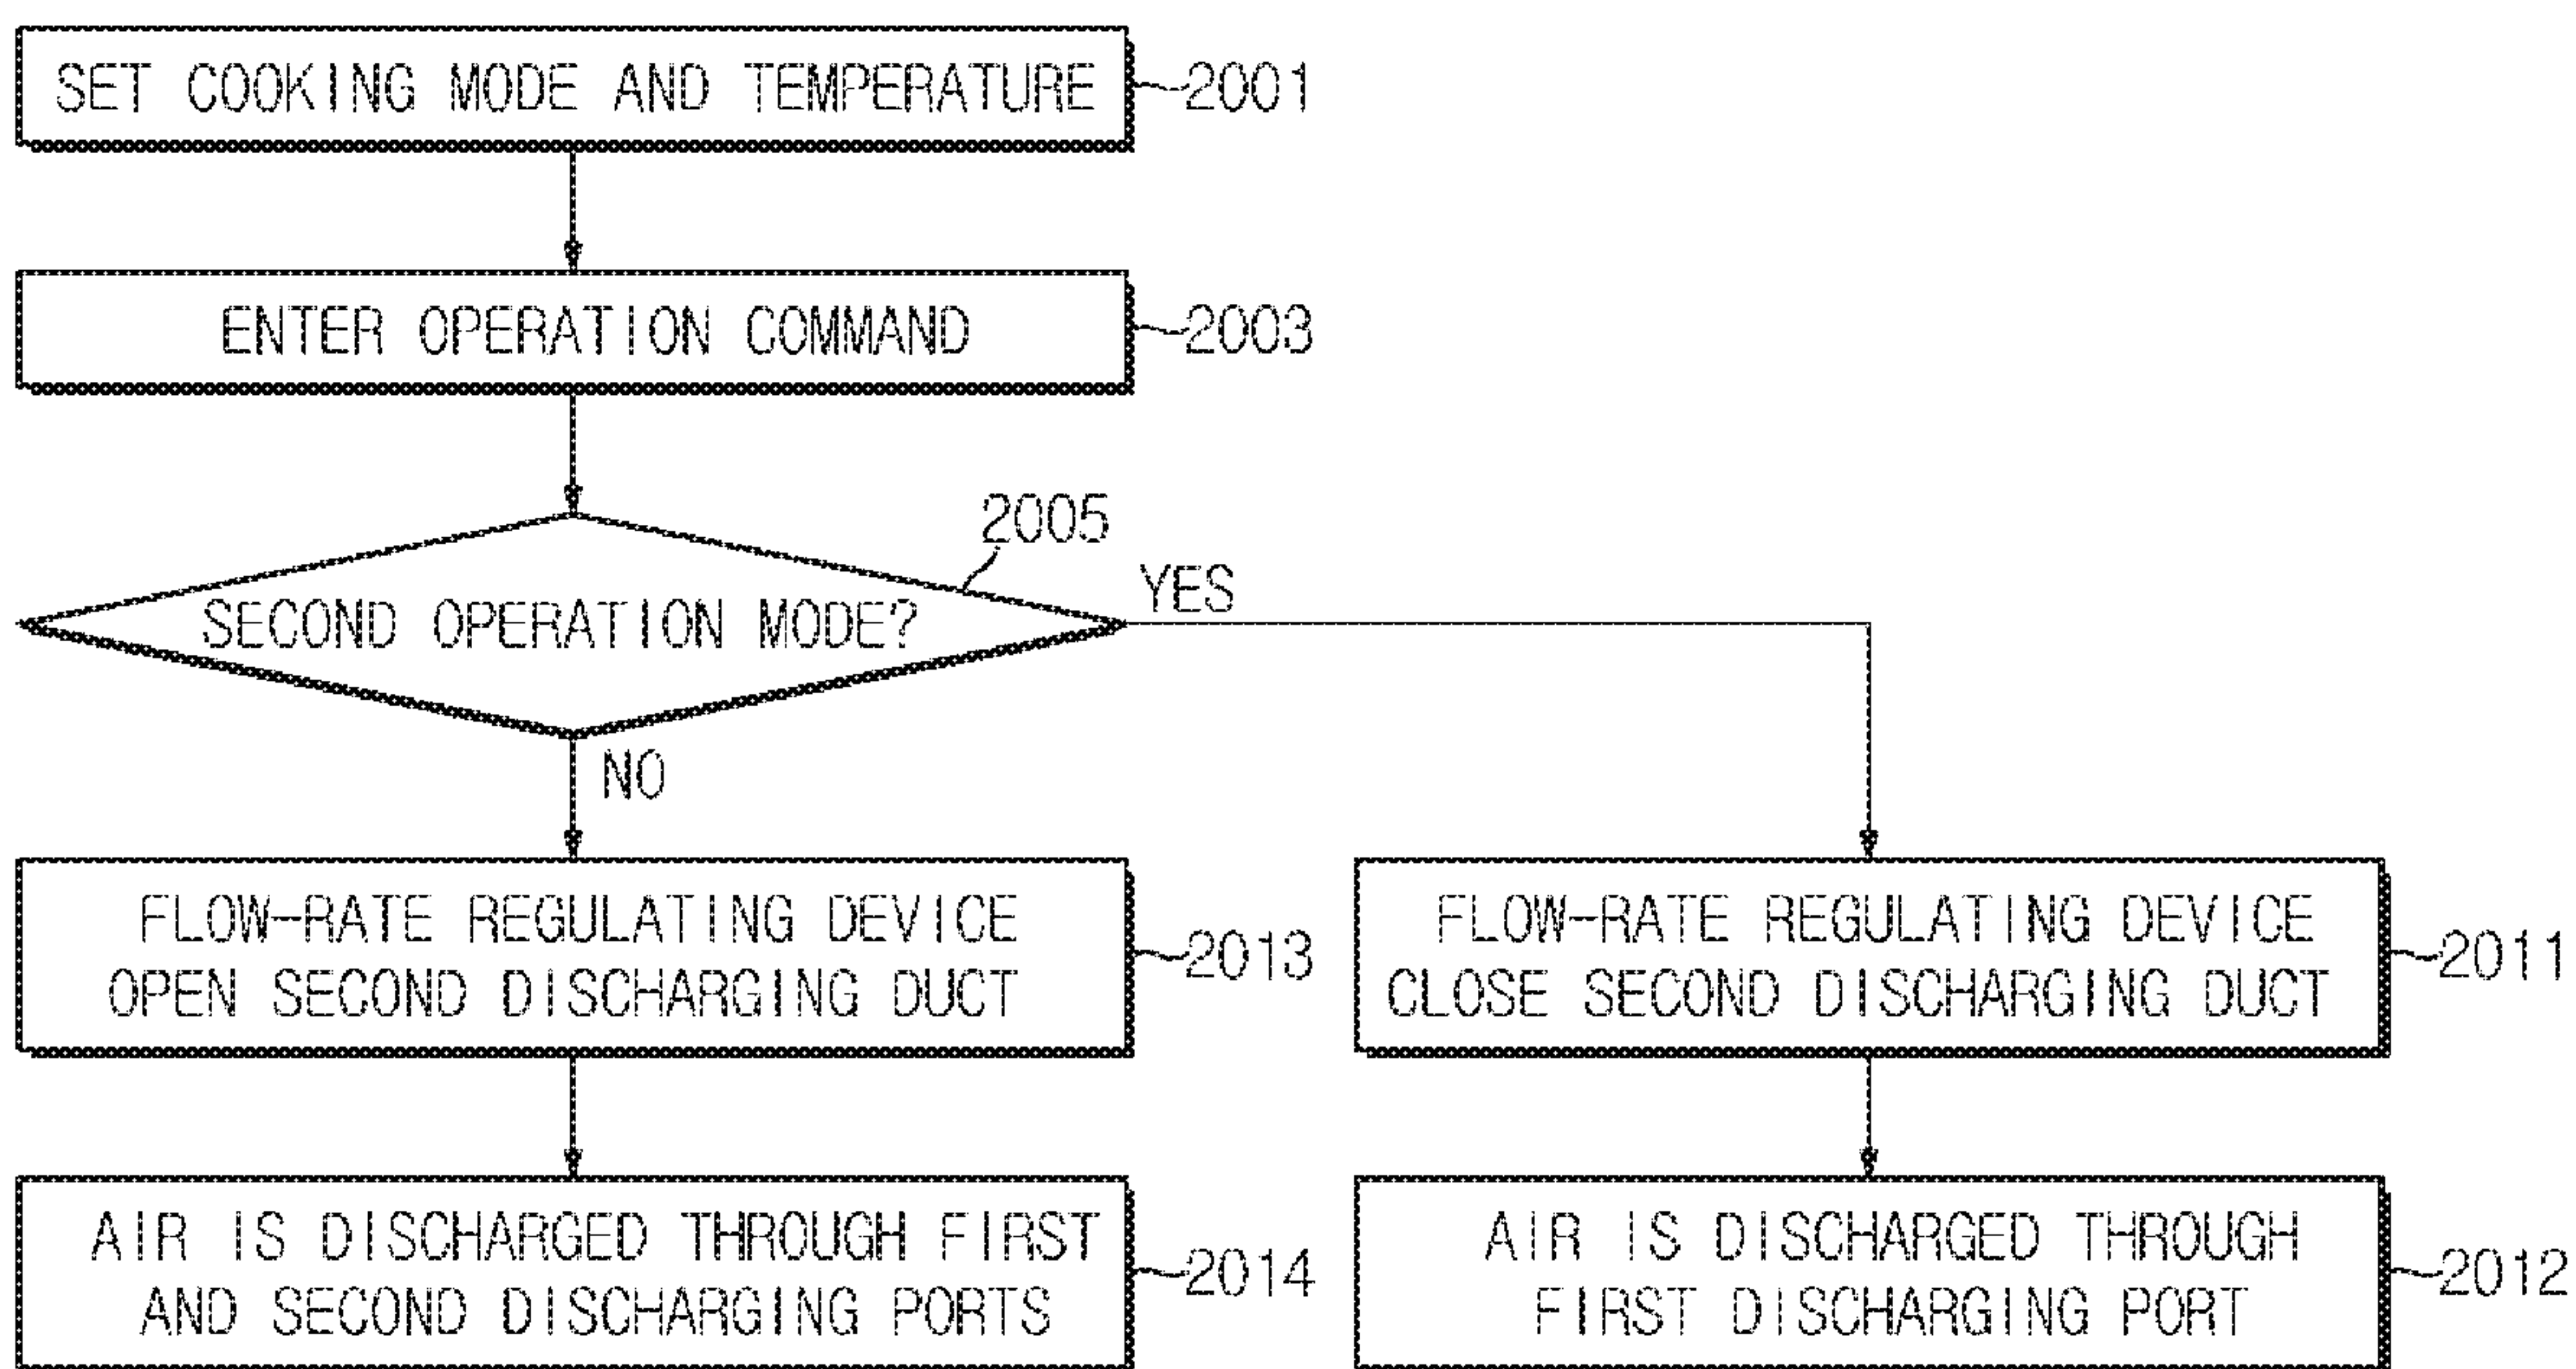 SET COOKING MODE AND TEMPERATURE
2001
ENTER OPERATION COMMAND
2003
2005
SECOND OPERATION MODE?
YES
NO
FLOW-RATE REGULATING DEVICE
OPEN SECOND DISCHARGING DUCT
2013
FLOW-RATE REGULATING DEVICE
CLOSE SECOND DISCHARGING DUCT
2011
AIR IS DISCHARGED THROUGH FIRST
AND SECOND DISCHARGING PORTS
2014
AIR IS DISCHARGED THROUGH
FIRST DISCHARGING PORT
2012